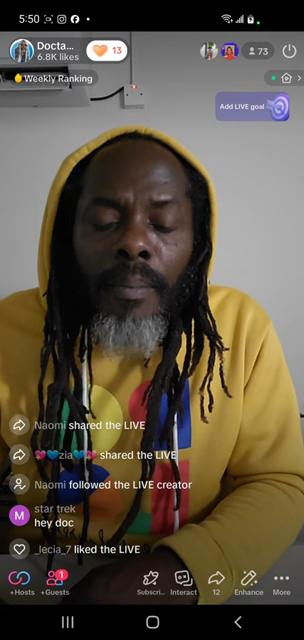 5:50
Docta...
6.8K likes
13
73
Weekly Ranking
Add LIVE goal
Naomi shared the LIVE
💗💙zia💙💗 shared the LIVE
Naomi followed the LIVE creator
M
star trek
hey doc
_lecia_7 liked the LIVE
1
+Hosts
+Guests
Subscri...
Interact
12
Enhance
More